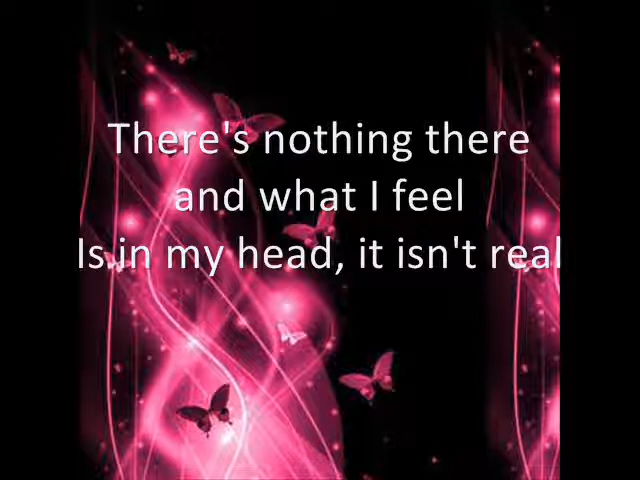 There's nothing there
and what I feel
Is in my head, it isn't real